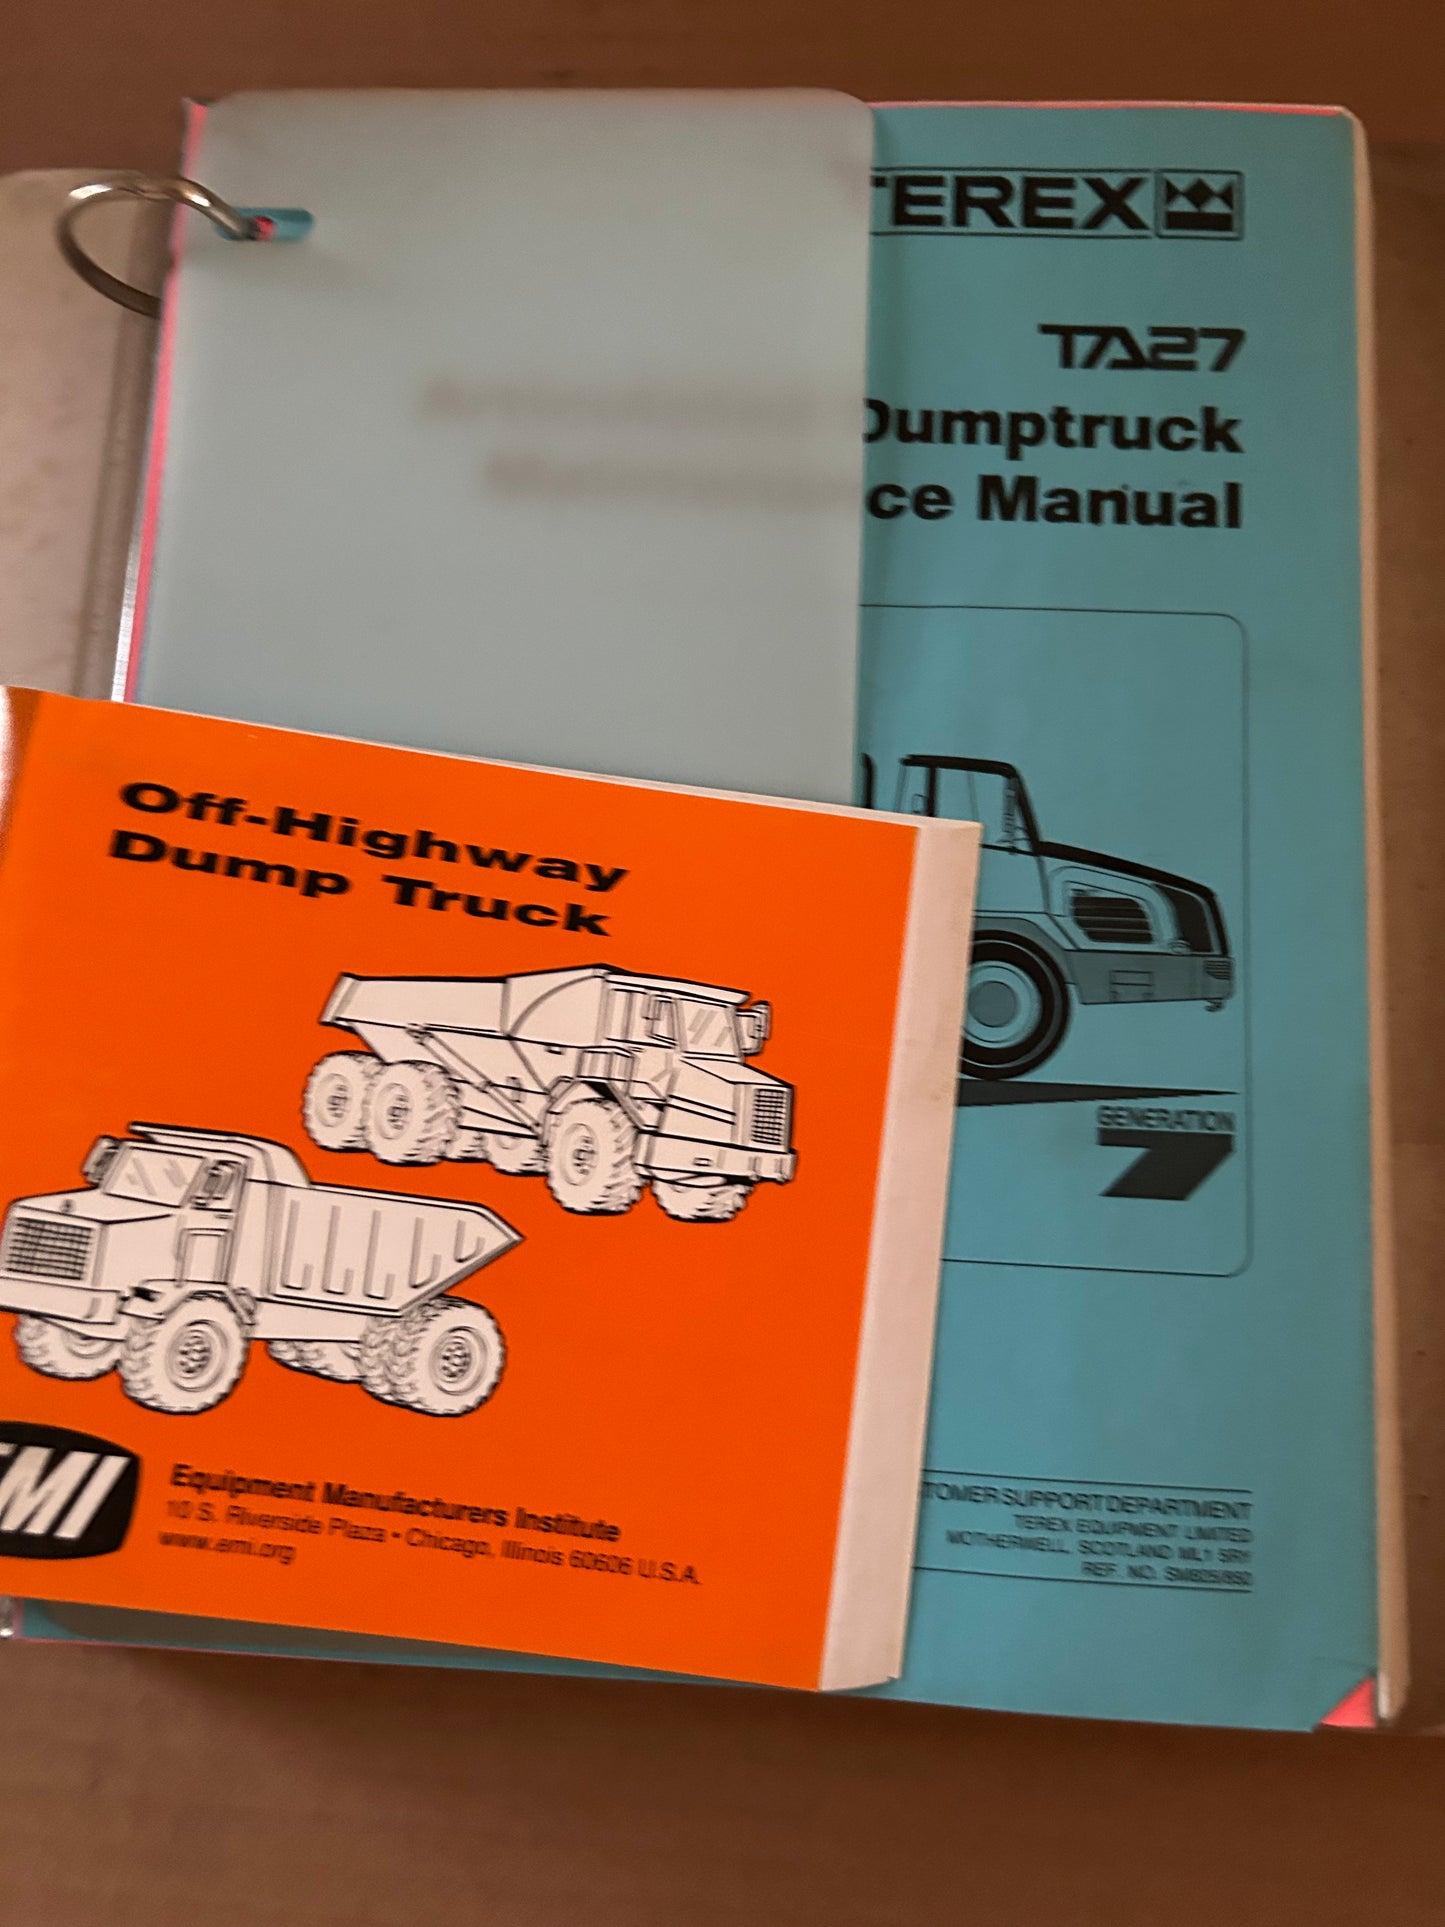 TEREX
TA27
Dumptruck
ce Manual
GENERATION
7
TOMER SUPPORT DEPARTMENT
TEREX EQUIPMENT LIMITED
MOTHERWELL, SCOTLAND ML1 5RY
REF. NO.
Off-Highway
Dump Truck
EMI
Equipment Manufacturers Institute
10 S. Riverside Plaza • Chicago, Illinois 60606 U.S.A.
www.emi.org